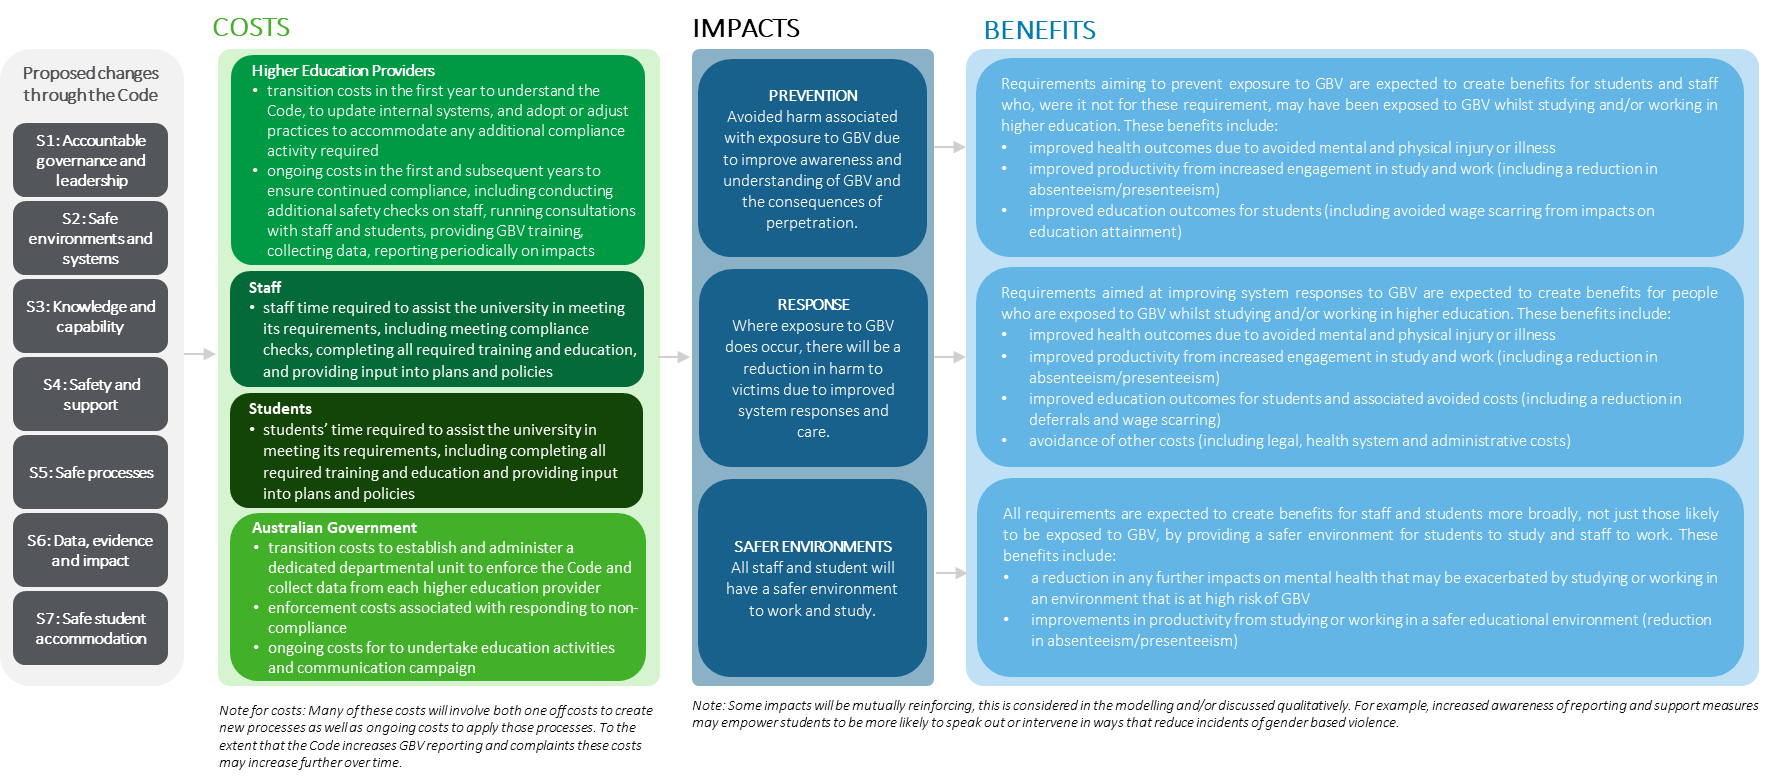 COSTS
IMPACTS
BENEFITS
Proposed changes
through the Code
S1: Accountable
governance and
leadership
S2: Safe
environments and
systems
S3: Knowledge and
capability
S4: Safety and
support
S5: Safe processes
S6: Data, evidence
and impact
S7: Safe student
accommodation
Higher Education Providers
• transition costs in the first year to understand the
Code, to update internal systems, and adopt or adjust
practices to accommodate any additional compliance
activity required
• ongoing costs in the first and subsequent years to
ensure continued compliance, including conducting
additional safety checks on staff, running consultations
with staff and students, providing GBV training,
collecting data, reporting periodically on impacts
Staff
• staff time required to assist the university in meeting
its requirements, including meeting compliance
checks, completing all required training and education,
and providing input into plans and policies
Students
• students' time required to assist the university in
meeting its requirements, including completing all
required training and education and providing input
into plans and policies
Australian Government
• transition costs to establish and administer a
dedicated departmental unit to enforce the Code and
collect data from each higher education provider
• enforcement costs associated with responding to non-
compliance
• ongoing costs for to undertake education activities
and communication campaign
Note for costs: Many of these costs will involve both one off costs to create
new processes as well as ongoing costs to apply those processes. To the
extent that the Code increases GBV reporting and complaints these costs
may increase further over time.
PREVENTION
Avoided harm associated
with exposure to GBV due
to improve awareness and
understanding of GBV and
the consequences of
perpetration.
RESPONSE
Where exposure to GBV
does occur, there will be a
reduction in harm to
victims due to improved
system responses and
care.
SAFER ENVIRONMENTS
All staff and student will
have a safer environment
to work and study.
Requirements aiming to prevent exposure to GBV are expected to create benefits for students and staff
who, were it not for these requirement, may have been exposed to GBV whilst studying and/or working in
higher education. These benefits include:
• improved health outcomes due to avoided mental and physical injury or illness
• improved productivity from increased engagement in study and work (including a reduction in
absenteeism/presenteeism)
• improved education outcomes for students (including avoided wage scarring from impacts on
education attainment)
Requirements aimed at improving system responses to GBV are expected to create benefits for people
who are exposed to GBV whilst studying and/or working in higher education. These benefits include:
• improved health outcomes due to avoided mental and physical injury or illness
• improved productivity from increased engagement in study and work (including a reduction in
absenteeism/presenteeism)
• improved education outcomes for students and associated avoided costs (including a reduction in
deferrals and wage scarring)
• avoidance of other costs (including legal, health system and administrative costs)
All requirements are expected to create benefits for staff and students more broadly, not just those likely
to be exposed to GBV, by providing a safer environment for students to study and staff to work. These
benefits include:
• a reduction in any further impacts on mental health that may be exacerbated by studying or working in
an environment that is at high risk of GBV
• improvements in productivity from studying or working in a safer educational environment (reduction
in absenteeism/presenteeism)
Note: Some impacts will be mutually reinforcing, this is considered in the modelling and/or discussed qualitatively. For example, increased awareness of reporting and support measures
may empower students to be more likely to speak out or intervene in ways that reduce incidents of gender based violence.